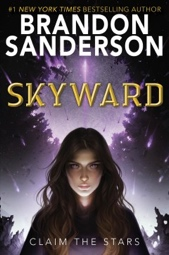 #1 NEW YORK TIMES BESTSELLING AUTHOR
BRANDON
SANDERSON
SKYWARD
CLAIM THE STARS